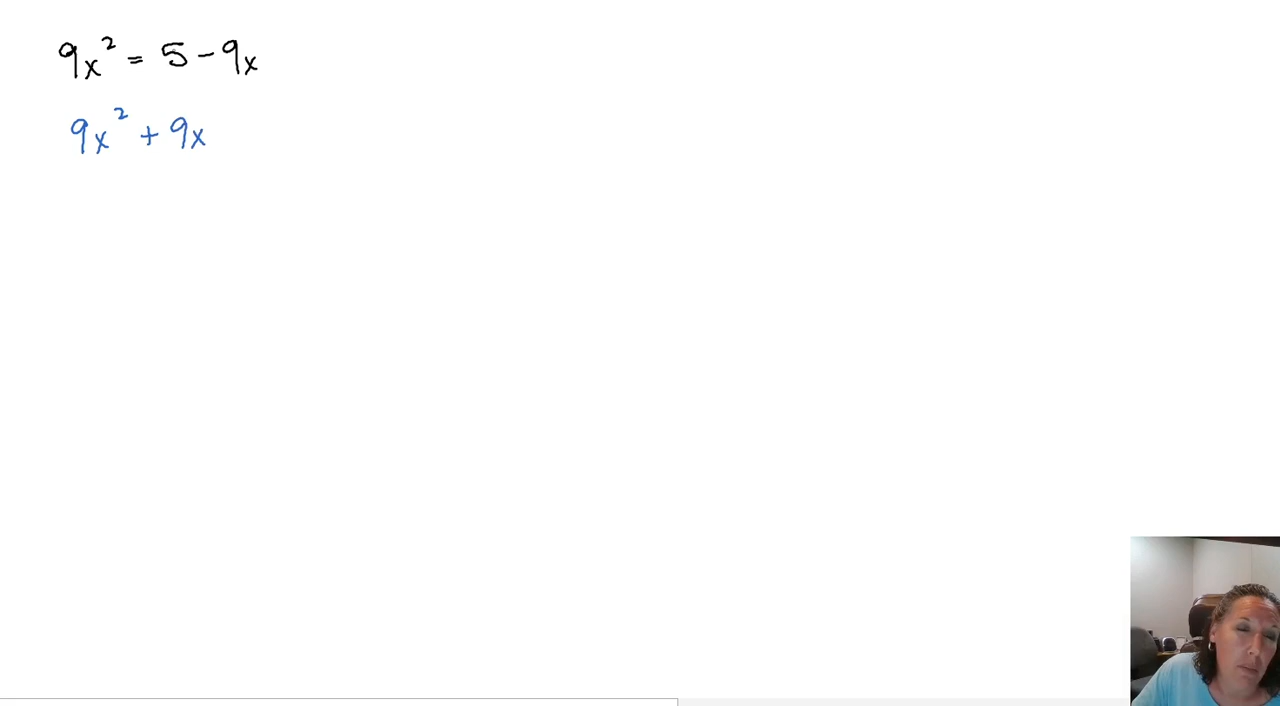 9x² = 5 - 9x
9x² + 9x